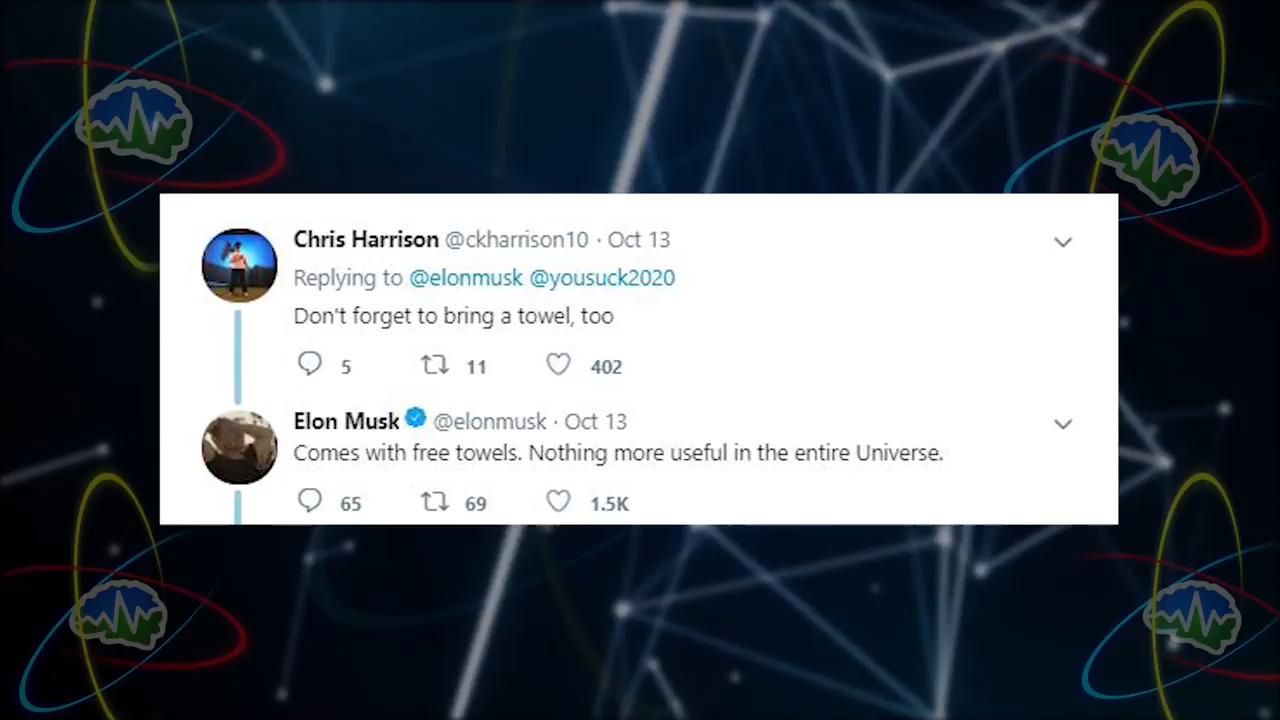 Chris Harrison @ckharrison10 · Oct 13
Replying to @elonmusk @yousuck2020
Don't forget to bring a towel, too
5 11 402
Elon Musk @elonmusk · Oct 13
Comes with free towels. Nothing more useful in the entire Universe.
65 69 1.5K